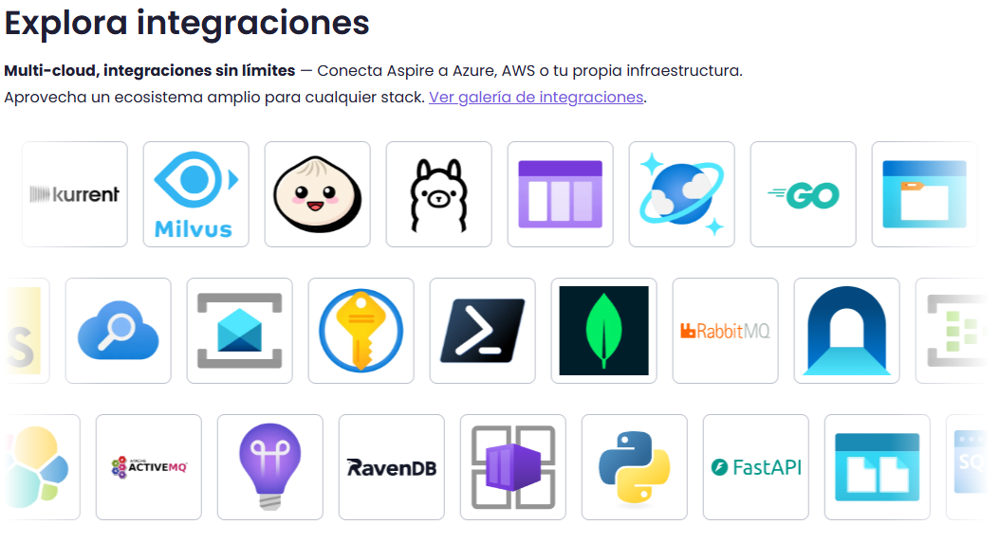 Explora integraciones
Multi-cloud, integraciones sin límites — Conecta Aspire a Azure, AWS o tu propia infraestructura.
Aprovecha un ecosistema amplio para cualquier stack. Ver galería de integraciones.
kurrent
Milvus
GO
S
RabbitMQ
APACHE
ACTIVEMQ
RavenDB
FastAPI
SQ